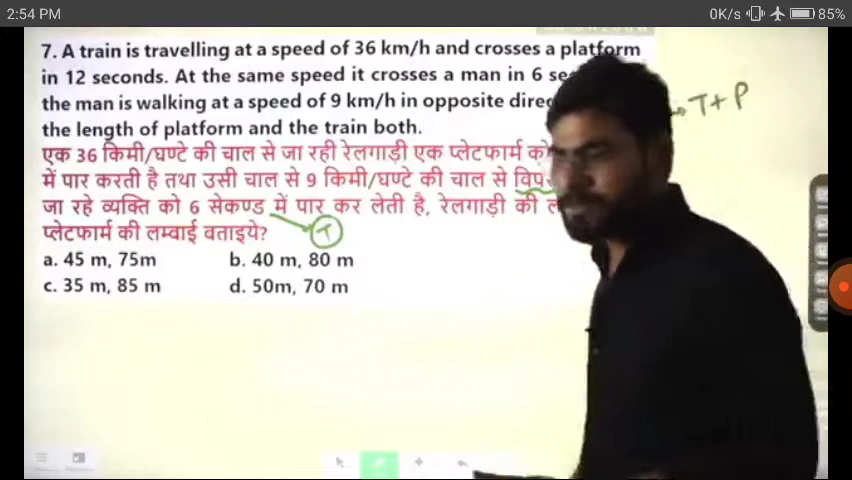 2:54 PM
0K/s 85%
7. A train is travelling at a speed of 36 km/h and crosses a platform
in 12 seconds. At the same speed it crosses a man in 6
the man is walking at a speed of 9 km/h in opposite
T + P
the length of platform and the train both.
एक 36 किमी/घण्टे की चाल से जा रही रेलगाड़ी एक प्लेटफार्म को
में पार करती है तथा उसी चाल से 9 किमी/घण्टे की चाल से
जा रहे व्यक्ति को 6 सेकण्ड में पार कर लेती है, रेलगाड़ी की
प्लेटफार्म की लम्वाई वताइये?
T
a. 45 m, 75m b. 40 m, 80 m
c. 35 m, 85 m d. 50m, 70 m